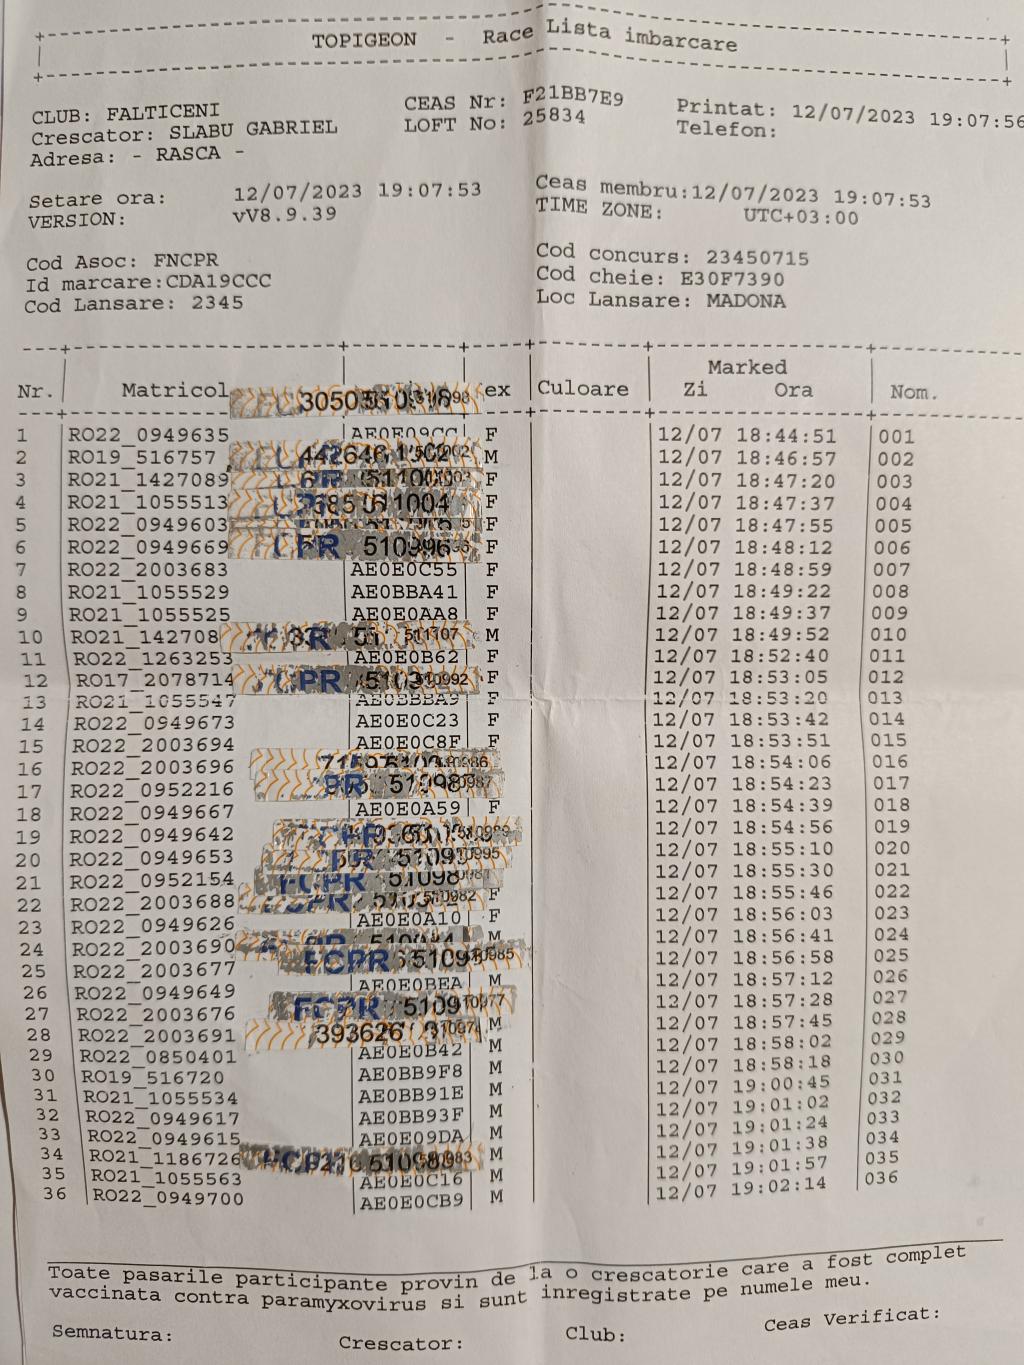 TOPIGEON - Race Lista imbarcare
CLUB: FALTICENI CEAS Nr: F21BB7E9 Printat: 12/07/2023 19:07:56
Crescator: SLABU GABRIEL LOFT No: 25834 Telefon:
Adresa: - RASCA -
Setare ora: 12/07/2023 19:07:53 Ceas membru:12/07/2023 19:07:53
VERSION: vV8.9.39 TIME ZONE: UTC+03:00
Cod Asoc: FNCPR Cod concurs: 23450715
Id marcare:CDA19CCC Cod cheie: E30F7390
Cod Lansare: 2345 Loc Lansare: MADONA
Marked
Nr. Matricol ex Culoare Zi Ora Nom.
1 RO22_0949635 AE0E09CC F 12/07 18:44:51 001
2 RO19_516757 M 12/07 18:46:57 002
3 RO21_1427089 F 12/07 18:47:20 003
4 RO21_1055513 F 12/07 18:47:37 004
5 RO22_0949603 F 12/07 18:47:55 005
6 RO22_0949669 CPR 510996 F 12/07 18:48:12 006
7 RO22_2003683 AE0E0C55 F 12/07 18:48:59 007
8 RO21_1055529 AE0BBA41 F 12/07 18:49:22 008
9 RO21_1055525 AE0E0AA8 F 12/07 18:49:37 009
10 RO21_142708 M 12/07 18:49:52 010
11 RO22_1263253 AE0E0B62 F 12/07 18:52:40 011
12 RO17_2078714 F 12/07 18:53:05 012
13 RO21_1055547 AE0BBBA9 F 12/07 18:53:20 013
14 RO22_0949673 AE0E0C23 F 12/07 18:53:42 014
15 RO22_2003694 AE0E0C8F F 12/07 18:53:51 015
16 RO22_2003696 12/07 18:54:06 016
17 RO22_0952216 12/07 18:54:23 017
18 RO22_0949667 AE0E0A59 F 12/07 18:54:39 018
19 RO22_0949642 12/07 18:54:56 019
20 RO22_0949653 12/07 18:55:10 020
21 RO22_0952154 FCPR 12/07 18:55:30 021
22 RO22_2003688 F 12/07 18:55:46 022
23 RO22_0949626 AE0E0A10 F 12/07 18:56:03 023
24 RO22_2003690 M 12/07 18:56:41 024
25 RO22_2003677 FCPR 12/07 18:56:58 025
26 RO22_0949649 AE0E0BEA M 12/07 18:57:12 026
27 RO22_2003676 FCPR 12/07 18:57:28 027
28 RO22_2003691 393626 M 12/07 18:57:45 028
29 RO22_0850401 AE0E0B42 M 12/07 18:58:02 029
30 RO19_516720 AE0BB9F8 M 12/07 18:58:18 030
31 RO21_1055534 AE0BB91E M 12/07 19:00:45 031
32 RO22_0949617 AE0BB93F M 12/07 19:01:02 032
33 RO22_0949615 AE0E09DA M 12/07 19:01:24 033
34 RO21_1186726 M 12/07 19:01:38 034
35 RO21_1055563 AE0E0C16 M 12/07 19:01:57 035
36 RO22_0949700 AE0E0CB9 M 12/07 19:02:14 036
Toate pasarile participante provin de la o crescatorie care a fost complet
vaccinata contra paramyxovirus si sunt inregistrate pe numele meu.
Semnatura: Crescator: Club: Ceas Verificat: